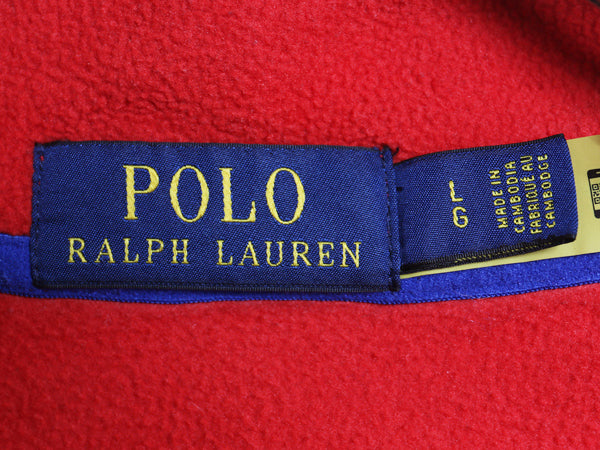 POLO
RALPH LAUREN
G L
MADE IN
CAMBODIA
FABRIQUÉ AU
CAMBODGE